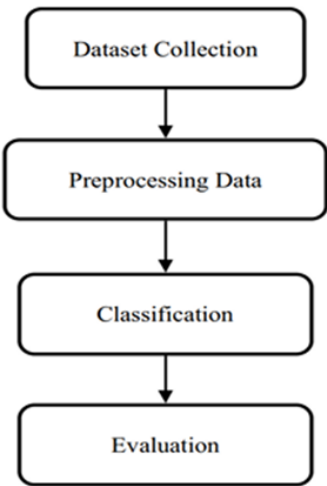 Dataset Collection
Preprocessing Data
Classification
Evaluation